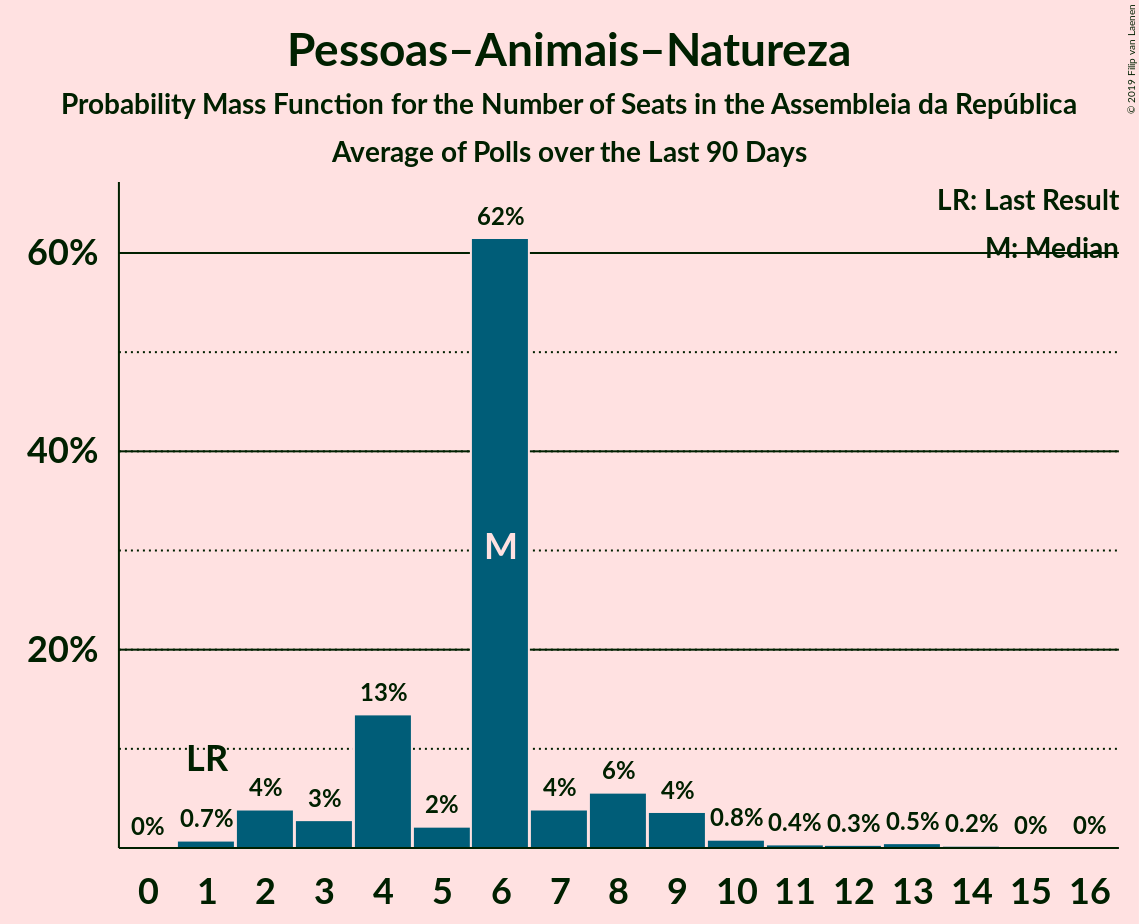 Pessoas–Animais–Natureza
Probability Mass Function for the Number of Seats in the Assembleia da República
Average of Polls over the Last 90 Days
© 2019 Filip van Laenen
LR: Last Result
M: Median
60%
40%
20%
62%
M
13%
LR
0%
0.7%
4%
3%
2%
4%
6%
4%
0.8%
0.4%
0.3%
0.5%
0.2%
0%
0%
0 1 2 3 4 5 6 7 8 9 10 11 12 13 14 15 16